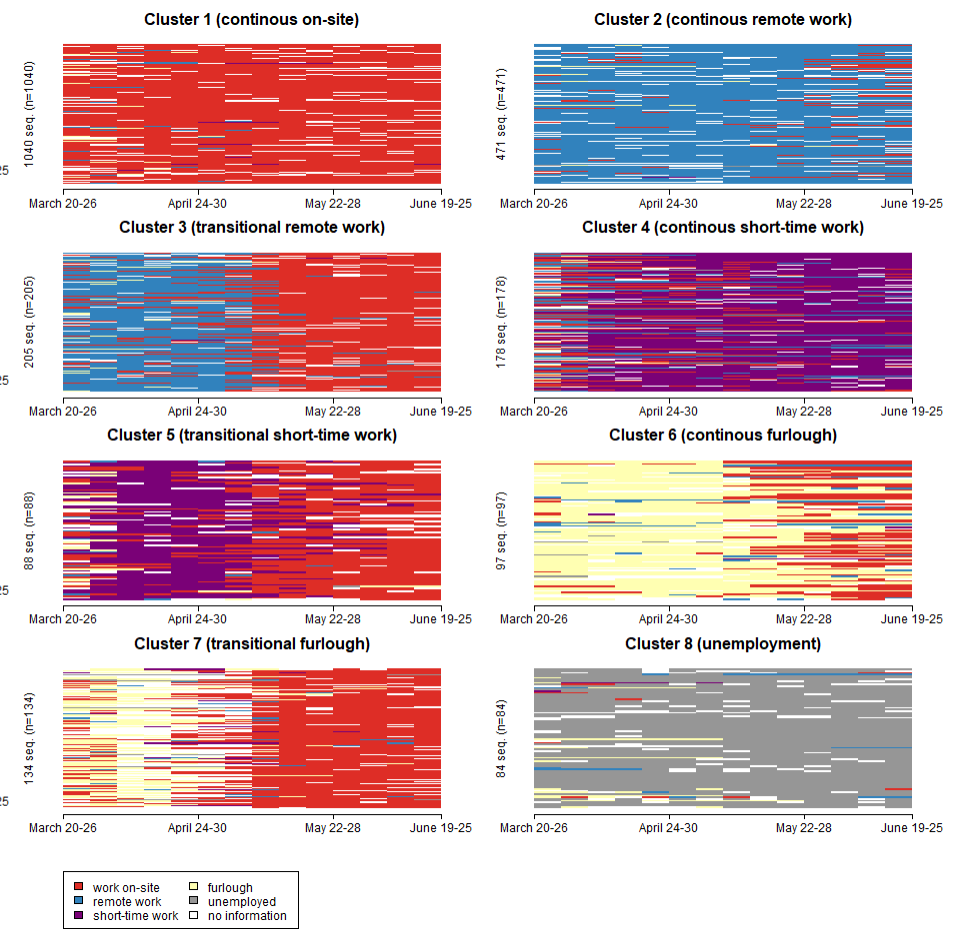 Cluster 1 (continous on-site)
1040 seq. (n=1040)
25
March 20-26 April 24-30 May 22-28 June 19-25
Cluster 2 (continous remote work)
471 seq. (n=471)
March 20-26 April 24-30 May 22-28 June 19-25
Cluster 3 (transitional remote work)
205 seq. (n=205)
25
March 20-26 April 24-30 May 22-28 June 19-25
Cluster 4 (continous short-time work)
178 seq. (n=178)
March 20-26 April 24-30 May 22-28 June 19-25
Cluster 5 (transitional short-time work)
88 seq. (n=88)
25
March 20-26 April 24-30 May 22-28 June 19-25
Cluster 6 (continous furlough)
97 seq. (n=97)
March 20-26 April 24-30 May 22-28 June 19-25
Cluster 7 (transitional furlough)
134 seq. (n=134)
25
March 20-26 April 24-30 May 22-28 June 19-25
Cluster 8 (unemployment)
84 seq. (n=84)
March 20-26 April 24-30 May 22-28 June 19-25
work on-site
remote work
short-time work
furlough
unemployed
no information